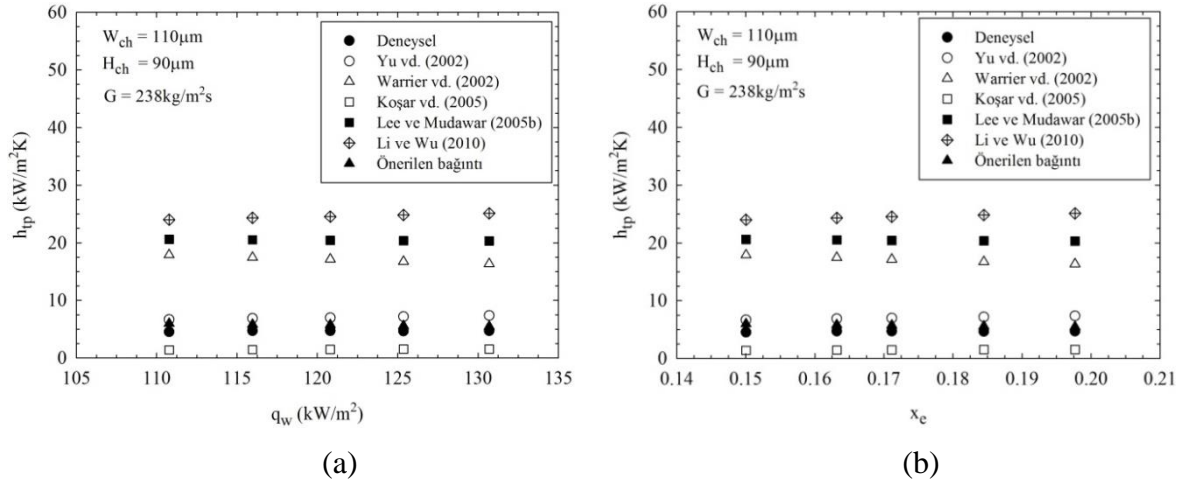 60
50
40
30
20
10
0
h_tp (kW/m²K)
W_ch = 110μm
H_ch = 90μm
G = 238kg/m²s
Deneysel
Yu vd. (2002)
Warrier vd. (2002)
Koşar vd. (2005)
Lee ve Mudawar (2005b)
Li ve Wu (2010)
Önerilen bağıntı
105 110 115 120 125 130 135
q_w (kW/m²)
(a)
60
50
40
30
20
10
0
h_tp (kW/m²K)
W_ch = 110μm
H_ch = 90μm
G = 238kg/m²s
Deneysel
Yu vd. (2002)
Warrier vd. (2002)
Koşar vd. (2005)
Lee ve Mudawar (2005b)
Li ve Wu (2010)
Önerilen bağıntı
0.14 0.15 0.16 0.17 0.18 0.19 0.20 0.21
x_e
(b)